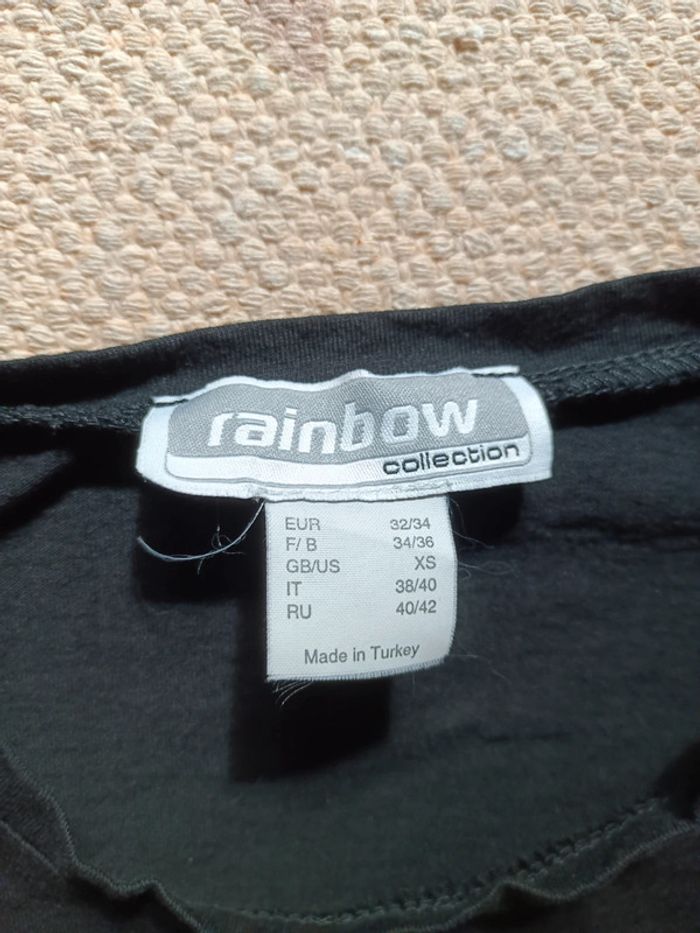 rainbow
collection
EUR 32/34
F/ B 34/36
GB/US XS
IT 38/40
RU 40/42
Made in Turkey